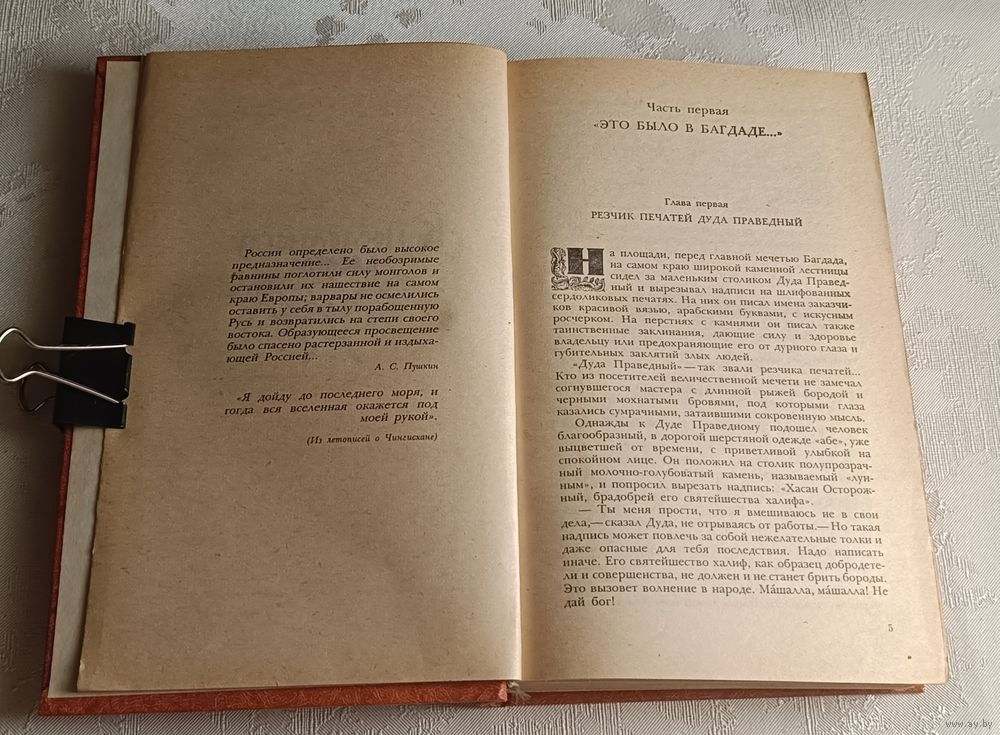 России определено было высокое
предназначение... Ее необозримые
равнины поглотили силу монголов и
остановили их нашествие на самом
краю Европы; варвары не осмелились
оставить у себя в тылу порабощенную
Русь и возвратились на степи своего
востока. Образующееся просвещение
было спасено растерзанной и издыха-
ющей Россией...
А. С. Пушкин
«Я дойду до последнего моря, и
тогда вся вселенная окажется под
моей рукой».
(Из летописей о Чингисхане)
Часть первая
«ЭТО БЫЛО В БАГДАДЕ...»
Глава первая
РЕЗЧИК ПЕЧАТЕЙ ДУДА ПРАВЕДНЫЙ
На площади, перед главной мечетью Багдада,
на самом краю широкой каменной лестницы
сидел за маленьким столиком Дуда Правед-
ный и вырезывал надписи на шлифованных
сердоликовых печатях. На них он писал имена заказчи-
ков красивой вязью, арабскими буквами, с искусным
росчерком. На перстнях с камнями он писал также
таинственные заклинания, дающие силу и здоровье
владельцу или предохраняющие его от дурного глаза и
губительных заклятий злых людей.
«Дуда Праведный»—так звали резчика печатей...
Кто из посетителей величественной мечети не замечал
согнувшегося мастера с длинной рыжей бородой и
черными мохнатыми бровями, под которыми глаза
казались сумрачными, затаившими сокровенную мысль.
Однажды к Дуде Праведному подошел человек
благообразный, в дорогой шерстяной одежде «абе», уже
выцветшей от времени, с приветливой улыбкой на
спокойном лице. Он положил на столик полупрозрач-
ный молочно-голубоватый камень, называемый «лун-
ным», и попросил вырезать надпись: «Хасан Осторож-
ный, брадобрей его святейшества халифа».
— Ты меня прости, что я вмешиваюсь не в свои
дела,—сказал Дуда, не отрываясь от работы.—Но такая
надпись может повлечь за собой нежелательные толки и
даже опасные для тебя последствия. Надо написать
иначе. Его святейшество халиф, как образец добродете-
ли и совершенства, не должен и не станет брить бороды.
Это вызовет волнение в народе. Ма́шалла, ма́шалла! Не
дай бог!
5
www.ay.by